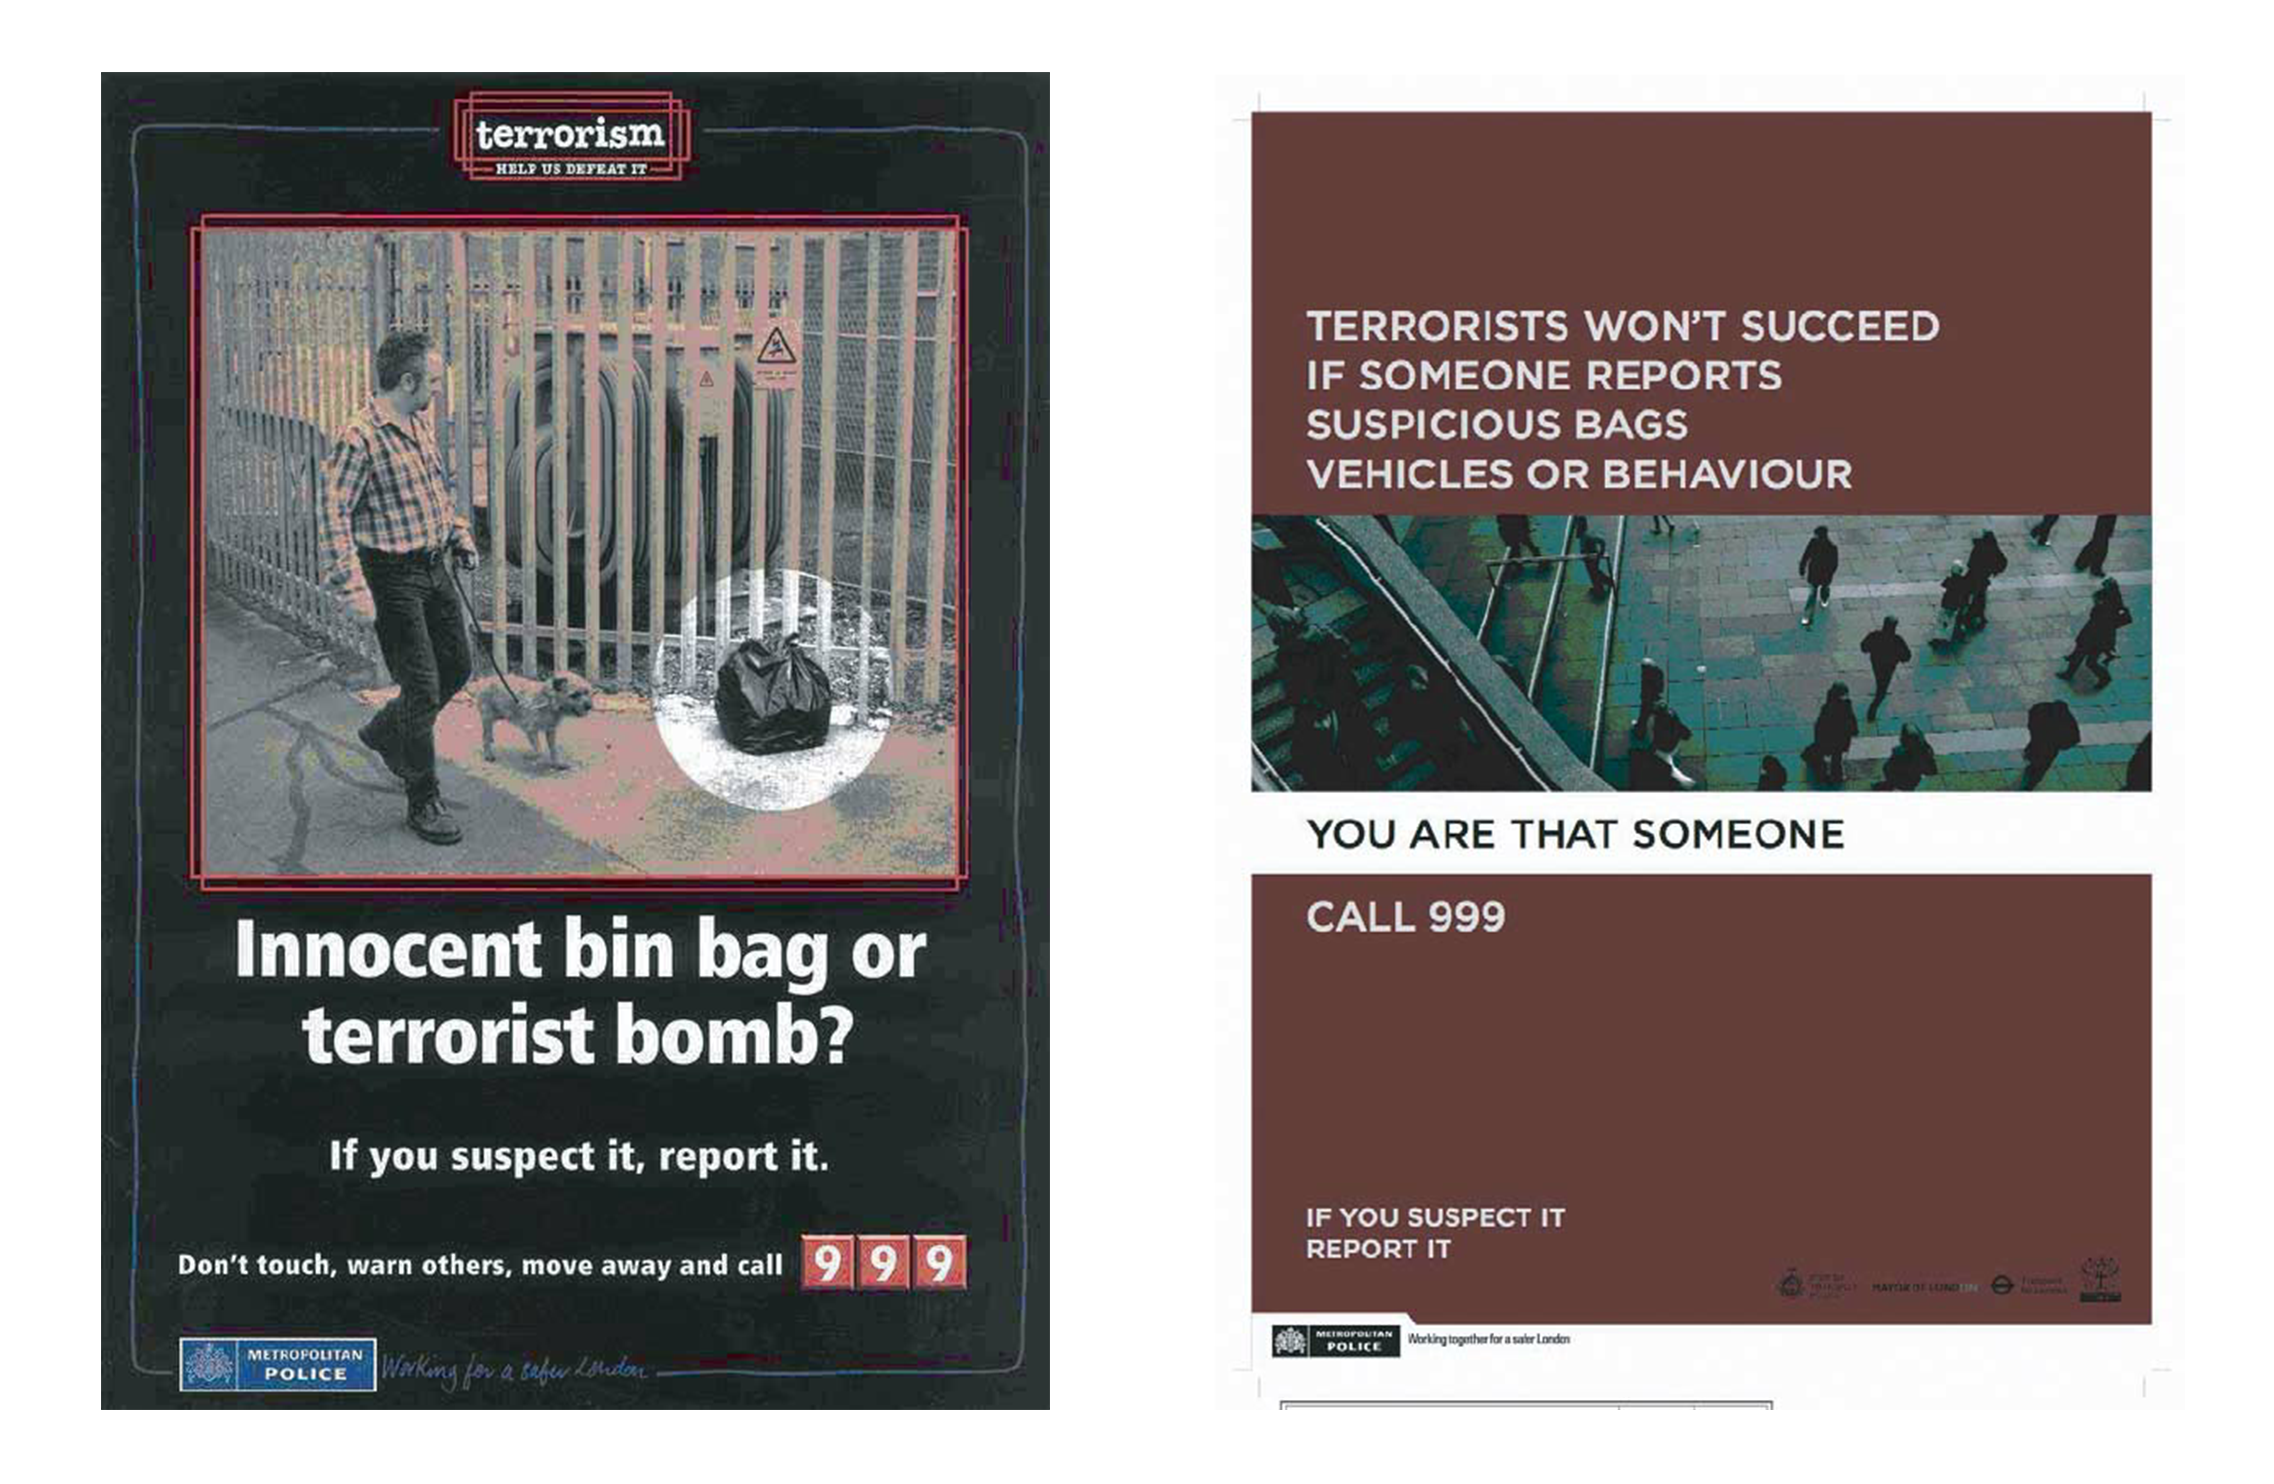 terrorism
HELP US DEFEAT IT
Innocent bin bag or
terrorist bomb?
If you suspect it, report it.
Don't touch, warn others, move away and call 999
METROPOLITAN
POLICE
Working for a safer London
TERRORISTS WON'T SUCCEED
IF SOMEONE REPORTS
SUSPICIOUS BAGS
VEHICLES OR BEHAVIOUR
YOU ARE THAT SOMEONE
CALL 999
IF YOU SUSPECT IT
REPORT IT
MAYOR OF LONDON
METROPOLITAN
POLICE
Working together for a safer London